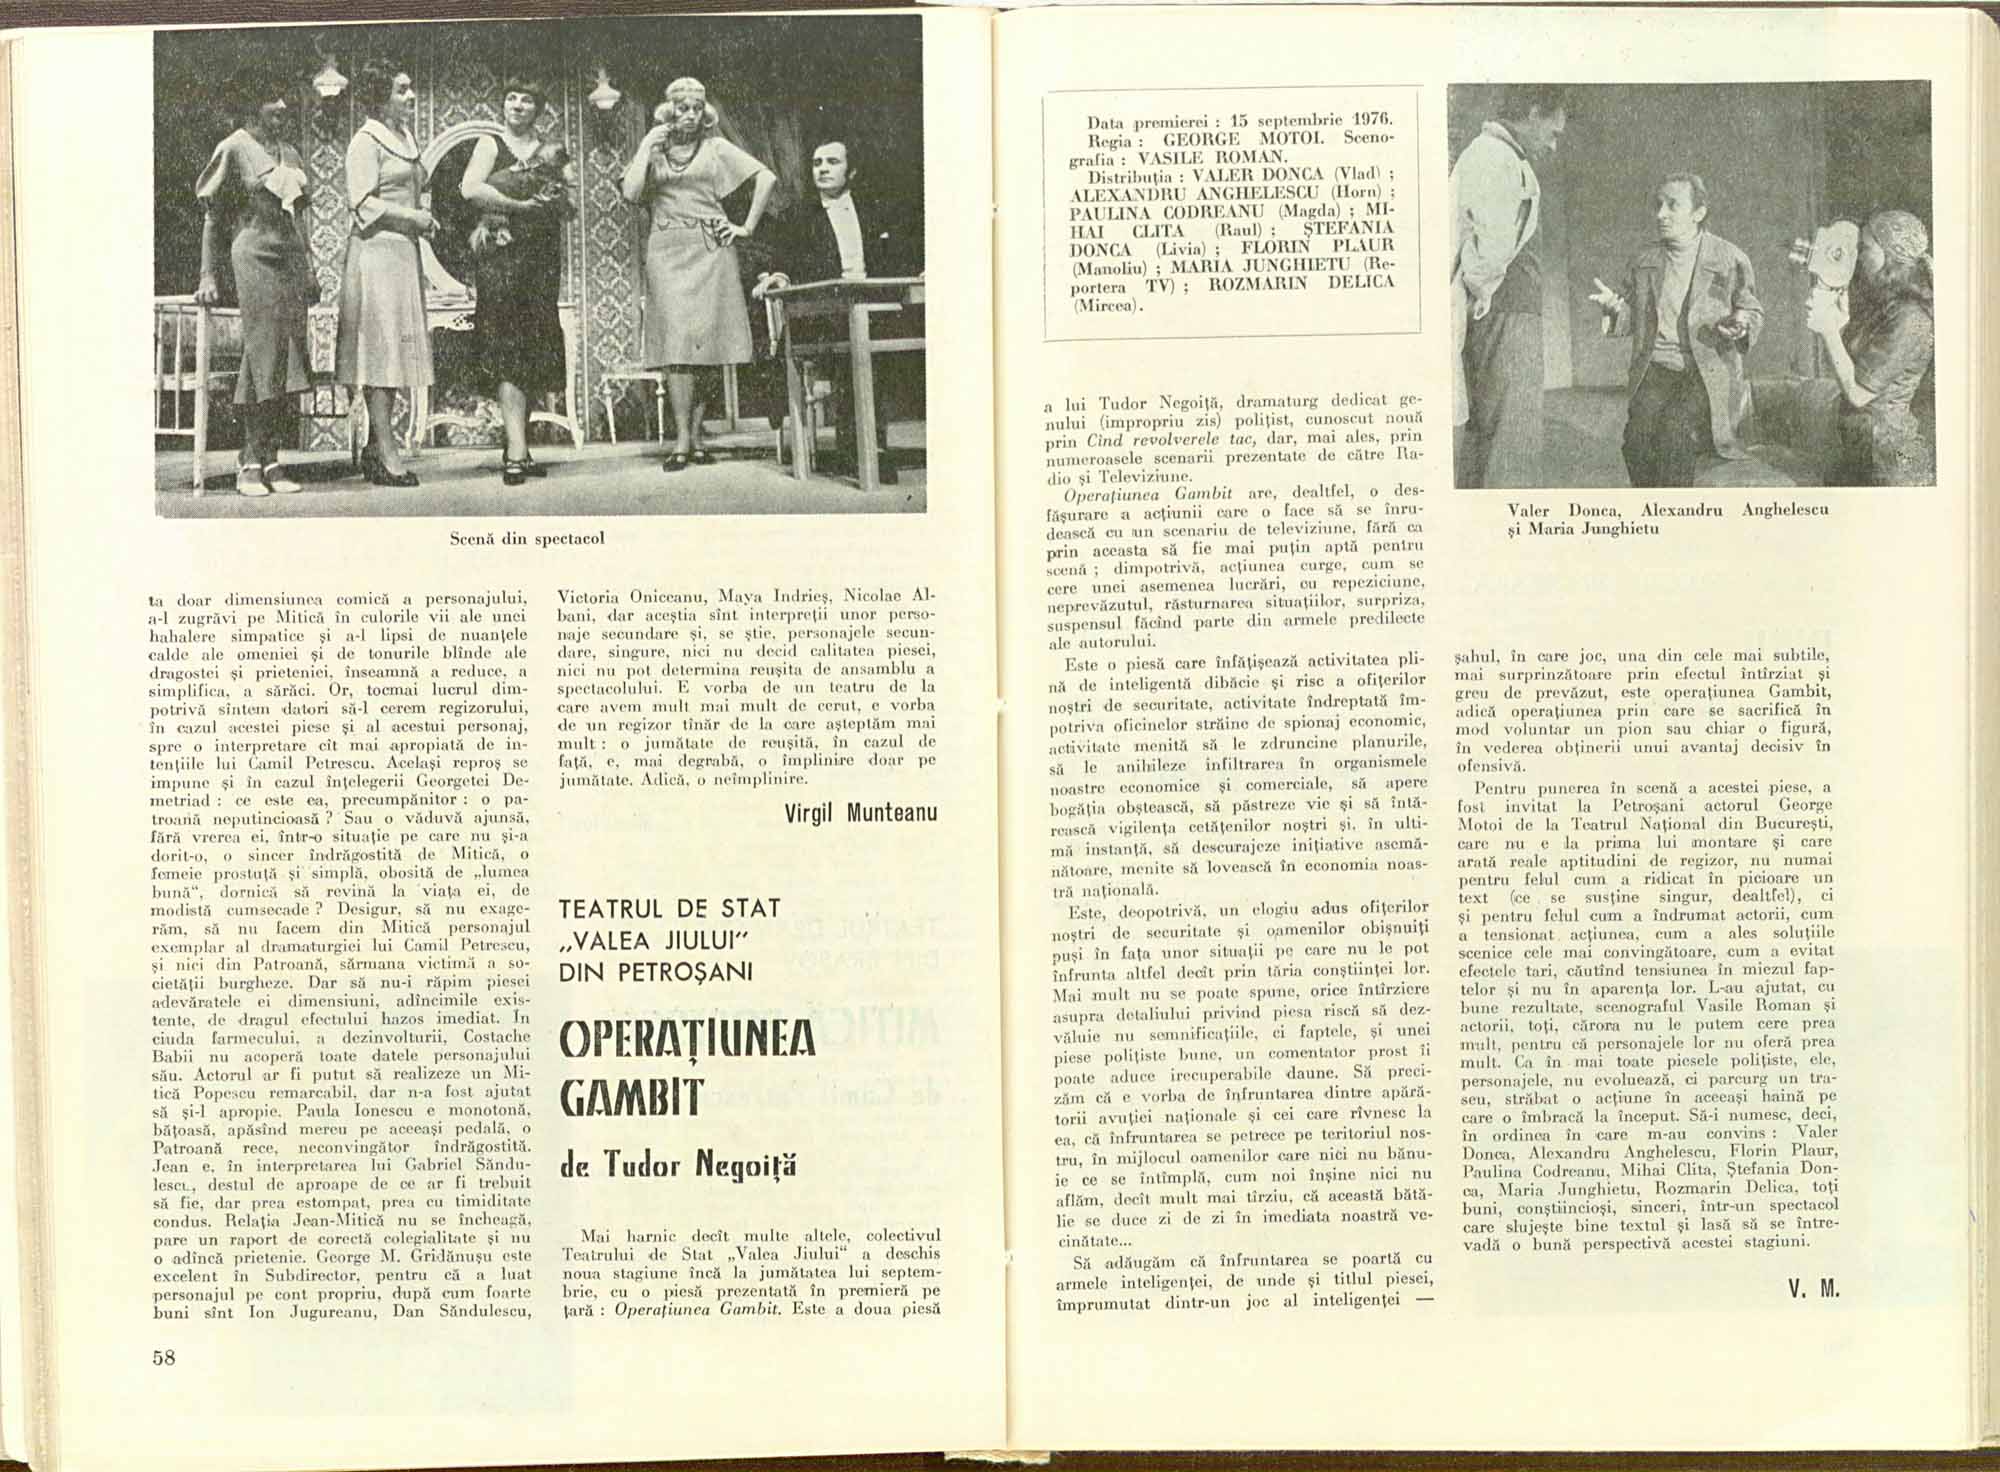 Scenă din spectacol
ta doar dimensiunea comică a personajului,
a-l zugrăvi pe Mitică în culorile vii ale unei
hahalere simpatice și a-l lipsi de nuanțele
calde ale omeniei și de tonurile blînde ale
dragostei și prieteniei, înseamnă a reduce, a
simplifica, a sărăci. Or, tocmai lucrul dim-
potrivă sîntem datori să-l cerem regizorului,
în cazul acestei piese și al acestui personaj,
spre o interpretare cît mai apropiată de in-
tențiile lui Camil Petrescu. Același reproș se
impune și în cazul înțelegerii Georgetei De-
metriad : ce este ea, precumpănitor : o pa-
troană neputincioasă ? Sau o văduvă ajunsă,
fără vrerea ei, într-o situație pe care nu și-a
dorit-o, o sincer îndrăgostită de Mitică, o
femeie prostuță și simplă, obosită de „lumea
bună“, dornică să revină la viața ei, de
modistă cumsecade ? Desigur, să nu exage-
răm, să nu facem din Mitică personajul
exemplar al dramaturgiei lui Camil Petrescu,
și nici din Patroană, sărmana victimă a so-
cietății burgheze. Dar să nu-i răpim piesei
adevăratele ei dimensiuni, adîncimile exis-
tente, de dragul efectului hazos imediat. In
ciuda farmecului, a dezinvolturii, Costache
Babii nu acoperă toate datele personajului
său. Actorul ar fi putut să realizeze un Mi-
tică Popescu remarcabil, dar n-a fost ajutat
să și-l apropie. Paula Ionescu e monotonă,
bățoasă, apăsînd mereu pe aceeași pedală, o
Patroană rece, neconvingător îndrăgostită.
Jean e, în interpretarea lui Gabriel Săndu-
lescu, destul de aproape de ce ar fi trebuit
să fie, dar prea estompat, prea cu timiditate
condus. Relația Jean-Mitică nu se încheagă,
pare un raport de corectă colegialitate și nu
o adîncă prietenie. George M. Gridănușu este
excelent în Subdirector, pentru că a luat
personajul pe cont propriu, după cum foarte
buni sînt Ion Jugureanu, Dan Săndulescu,
58
Victoria Oniceanu, Maya Indrieș, Nicolae Al-
bani, dar aceștia sînt interpreții unor perso-
naje secundare și, se știe, personajele secun-
dare, singure, nici nu decid calitatea piesei,
nici nu pot determina reușita de ansamblu a
spectacolului. E vorba de un teatru de la
care avem mult mai mult de cerut, e vorba
de un regizor tînăr de la care așteptăm mai
mult : o jumătate de reușită, în cazul de
față, e, mai degrabă, o împlinire doar pe
jumătate. Adică, o neîmplinire.
Virgil Munteanu
TEATRUL DE STAT
„VALEA JIULUI”
DIN PETROȘANI
OPERAȚIUNEA
GAMBIT
de Tudor Negoiță
Mai harnic decît multe altele, colectivul
Teatrului de Stat „Valea Jiului“ a deschis
noua stagiune încă la jumătatea lui septem-
brie, cu o piesă prezentată în premieră pe
țară : Operațiunea Gambit. Este a doua piesă
Data premierei : 15 septembrie 1976.
Regia : GEORGE MOTOI. Sceno-
grafia : VASILE ROMAN.
Distribuția : VALER DONCA (Vlad) ;
ALEXANDRU ANGHELESCU (Horn) ;
PAULINA CODREANU (Magda) ; MI-
HAI CLITA (Raul) ; ȘTEFANIA
DONCA (Livia) ; FLORIN PLAUR
(Manoliu) ; MARIA JUNGHIETU (Re-
portera TV) ; ROZMARIN DELICA
(Mircea).
a lui Tudor Negoiță, dramaturg dedicat ge-
nului (impropriu zis) polițist, cunoscut nouă
prin Cînd revolverele tac, dar, mai ales, prin
numeroasele scenarii prezentate de către Ra-
dio și Televiziune.
Operațiunea Gambit are, dealtfel, o des-
fășurare a acțiunii care o face să se înru-
dească cu un scenariu de televiziune, fără ca
prin aceasta să fie mai puțin aptă pentru
scenă ; dimpotrivă, acțiunea curge, cum se
cere unei asemenea lucrări, cu repeziciune,
neprevăzutul, răsturnarea situațiilor, surpriza,
suspensul făcînd parte din armele predilecte
ale autorului.
Este o piesă care înfățișează activitatea pli-
nă de inteligentă dibăcie și risc a ofițerilor
noștri de securitate, activitate îndreptată îm-
potriva oficinelor străine de spionaj economic,
activitate menită să le zdruncine planurile,
să le anihileze infiltrarea în organismele
noastre economice și comerciale, să apere
bogăția obștească, să păstreze vie și să întă-
rească vigilența cetățenilor noștri și, în ulti-
mă instanță, să descurajeze inițiative asemă-
nătoare, menite să lovească în economia noas-
tră națională.
Este, deopotrivă, un elogiu adus ofițerilor
noștri de securitate și oamenilor obișnuiți
puși în fața unor situații pe care nu le pot
înfrunta altfel decît prin tăria conștiinței lor.
Mai mult nu se poate spune, orice întîrziere
asupra detaliului privind piesa riscă să dez-
văluie nu semnificațiile, ci faptele, și unei
piese polițiste bune, un comentator prost îi
poate aduce irecuperabile daune. Să preci-
zăm că e vorba de înfruntarea dintre apără-
torii avuției naționale și cei care rîvnesc la
ea, că înfruntarea se petrece pe teritoriul nos-
tru, în mijlocul oamenilor care nici nu bănu-
ie ce se întîmplă, cum noi înșine nici nu
aflăm, decît mult mai tîrziu, că această bătă-
lie se duce zi de zi în imediata noastră ve-
cinătate...
Să adăugăm că înfruntarea se poartă cu
armele inteligenței, de unde și titlul piesei,
împrumutat dintr-un joc al inteligenței —
Valer Donca, Alexandru Anghelescu
și Maria Junghietu
șahul, în care joc, una din cele mai subtile,
mai surprinzătoare prin efectul întîrziat și
greu de prevăzut, este operațiunea Gambit,
adică operațiunea prin care se sacrifică în
mod voluntar un pion sau chiar o figură,
în vederea obținerii unui avantaj decisiv în
ofensivă.
Pentru punerea în scenă a acestei piese, a
fost invitat la Petroșani actorul George
Motoi de la Teatrul Național din București,
care nu e la prima lui montare și care
arată reale aptitudini de regizor, nu numai
pentru felul cum a ridicat în picioare un
text (ce se susține singur, dealtfel), ci
și pentru felul cum a îndrumat actorii, cum
a tensionat acțiunea, cum a ales soluțiile
scenice cele mai convingătoare, cum a evitat
efectele tari, căutînd tensiunea în miezul fap-
telor și nu în aparența lor. L-au ajutat, cu
bune rezultate, scenograful Vasile Roman și
actorii, toți, cărora nu le putem cere prea
mult, pentru că personajele lor nu oferă prea
mult. Ca în mai toate piesele polițiste, ele,
personajele, nu evoluează, ci parcurg un tra-
seu, străbat o acțiune în aceeași haină pe
care o îmbracă la început. Să-i numesc, deci,
în ordinea în care m-au convins : Valer
Donca, Alexandru Anghelescu, Florin Plaur,
Paulina Codreanu, Mihai Clita, Ștefania Don-
ca, Maria Junghietu, Rozmarin Delica, toți
buni, conștiincioși, sinceri, într-un spectacol
care slujește bine textul și lasă să se între-
vadă o bună perspectivă acestei stagiuni.
V. M.